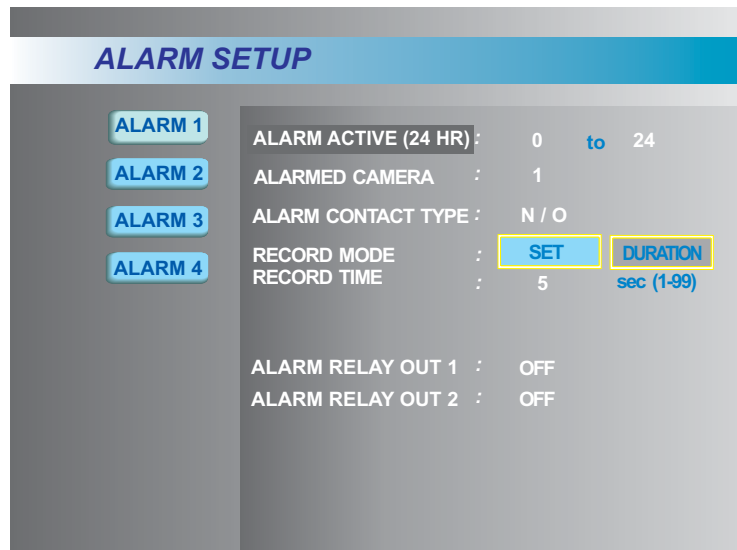 ALARM SETUP
ALARM 1
ALARM 2
ALARM 3
ALARM 4
ALARM ACTIVE (24 HR) : 0 to 24
ALARMED CAMERA : 1
ALARM CONTACT TYPE : N / O
RECORD MODE : SET DURATION
RECORD TIME : 5 sec (1-99)
ALARM RELAY OUT 1 : OFF
ALARM RELAY OUT 2 : OFF